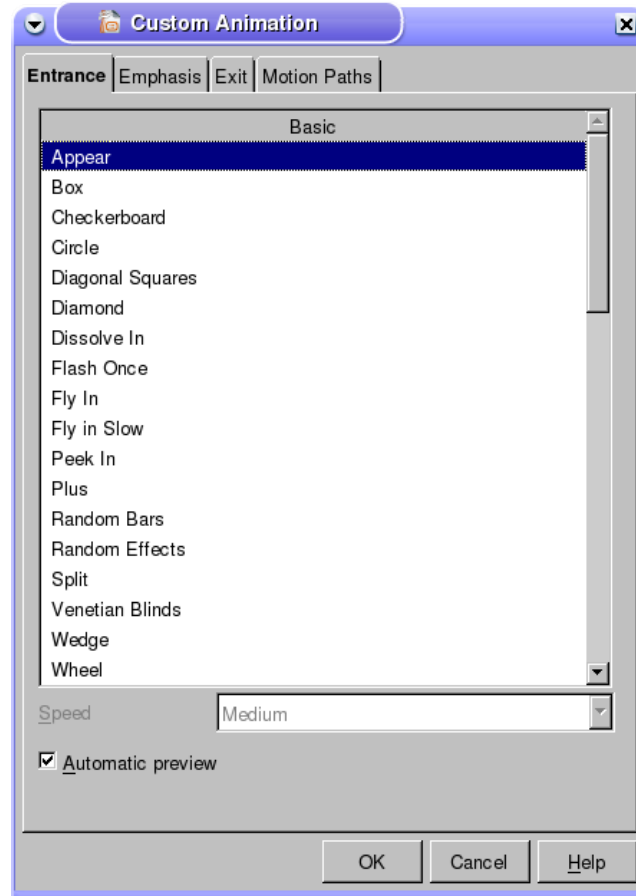 Custom Animation
Entrance Emphasis Exit Motion Paths
Basic
Appear
Box
Checkerboard
Circle
Diagonal Squares
Diamond
Dissolve In
Flash Once
Fly In
Fly in Slow
Peek In
Plus
Random Bars
Random Effects
Split
Venetian Blinds
Wedge
Wheel
Speed Medium
Automatic preview
OK Cancel Help